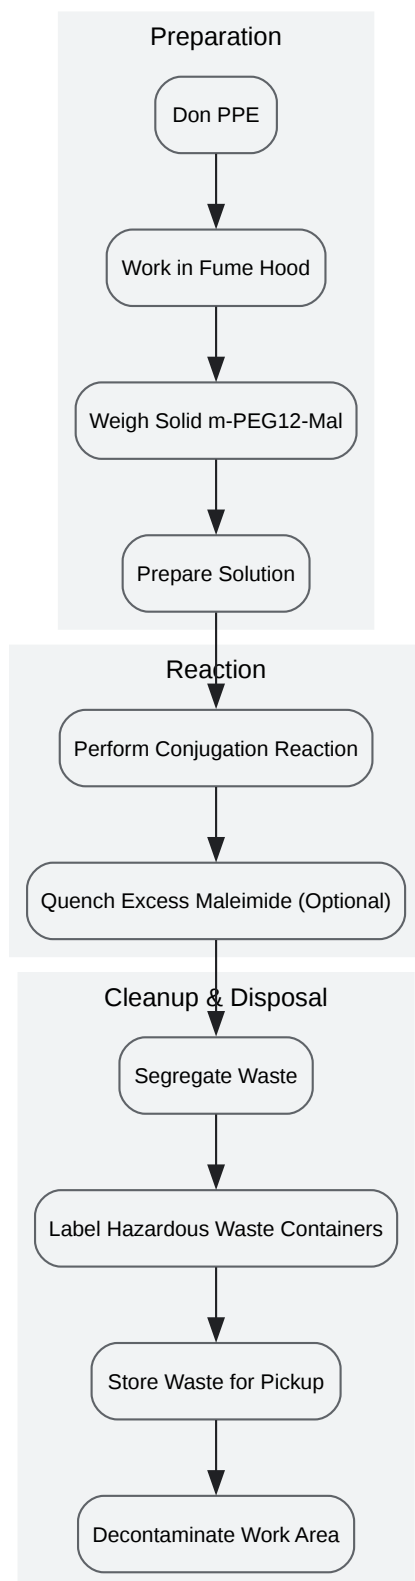 Preparation
Don PPE
Work in Fume Hood
Weigh Solid m-PEG12-Mal
Prepare Solution
Reaction
Perform Conjugation Reaction
Quench Excess Maleimide (Optional)
Cleanup & Disposal
Segregate Waste
Label Hazardous Waste Containers
Store Waste for Pickup
Decontaminate Work Area